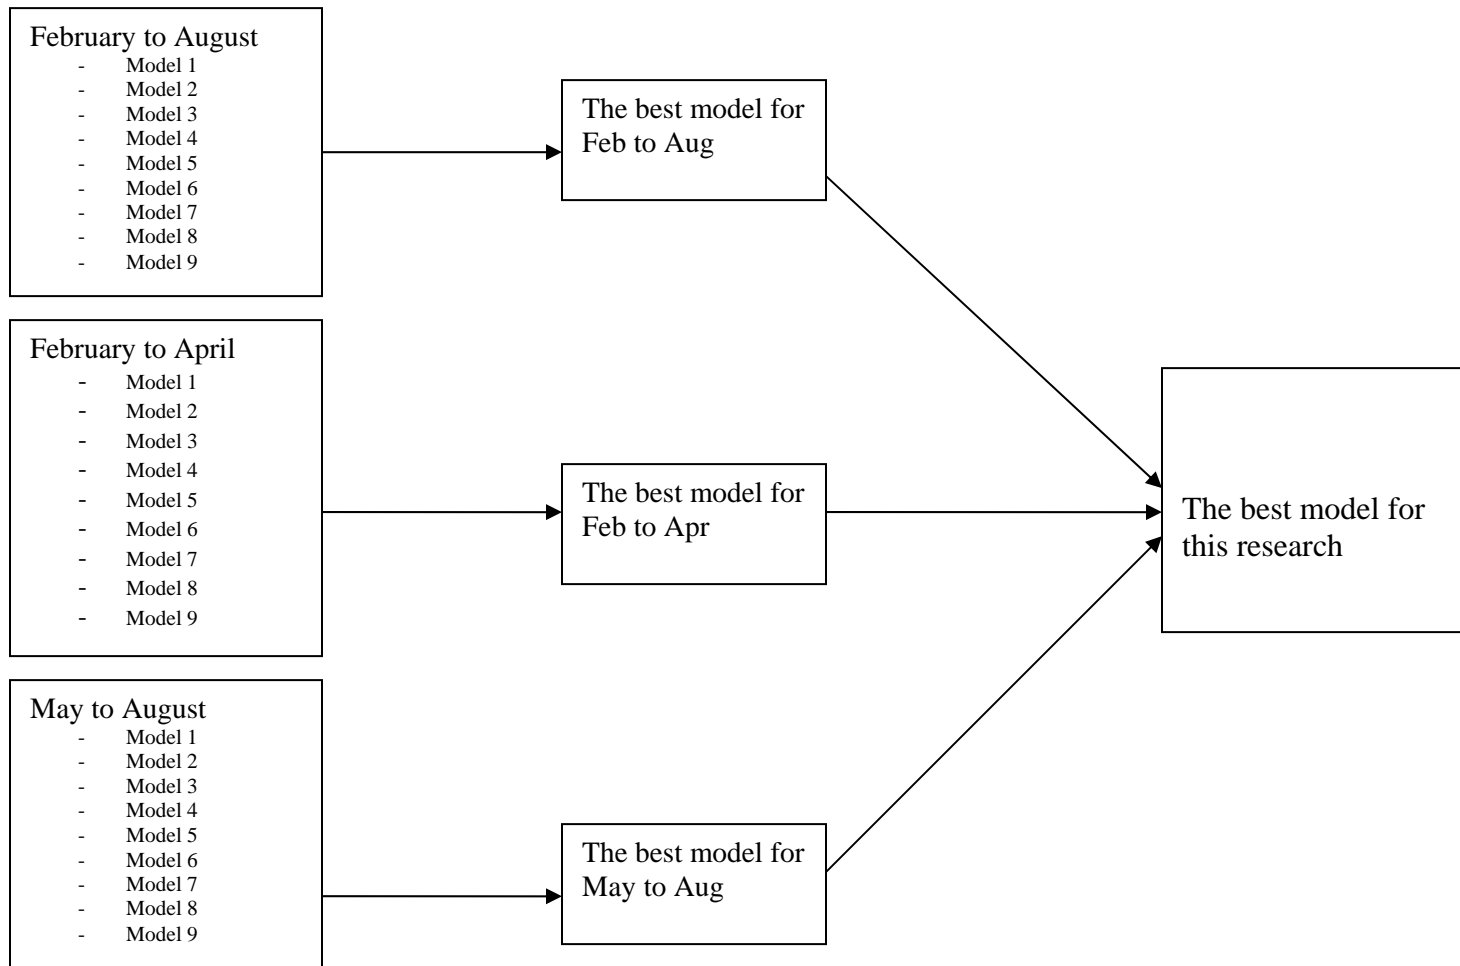 February to August
- Model 1
- Model 2
- Model 3
- Model 4
- Model 5
- Model 6
- Model 7
- Model 8
- Model 9
The best model for
Feb to Aug
February to April
- Model 1
- Model 2
- Model 3
- Model 4
- Model 5
- Model 6
- Model 7
- Model 8
- Model 9
The best model for
Feb to Apr
May to August
- Model 1
- Model 2
- Model 3
- Model 4
- Model 5
- Model 6
- Model 7
- Model 8
- Model 9
The best model for
May to Aug
The best model for
this research